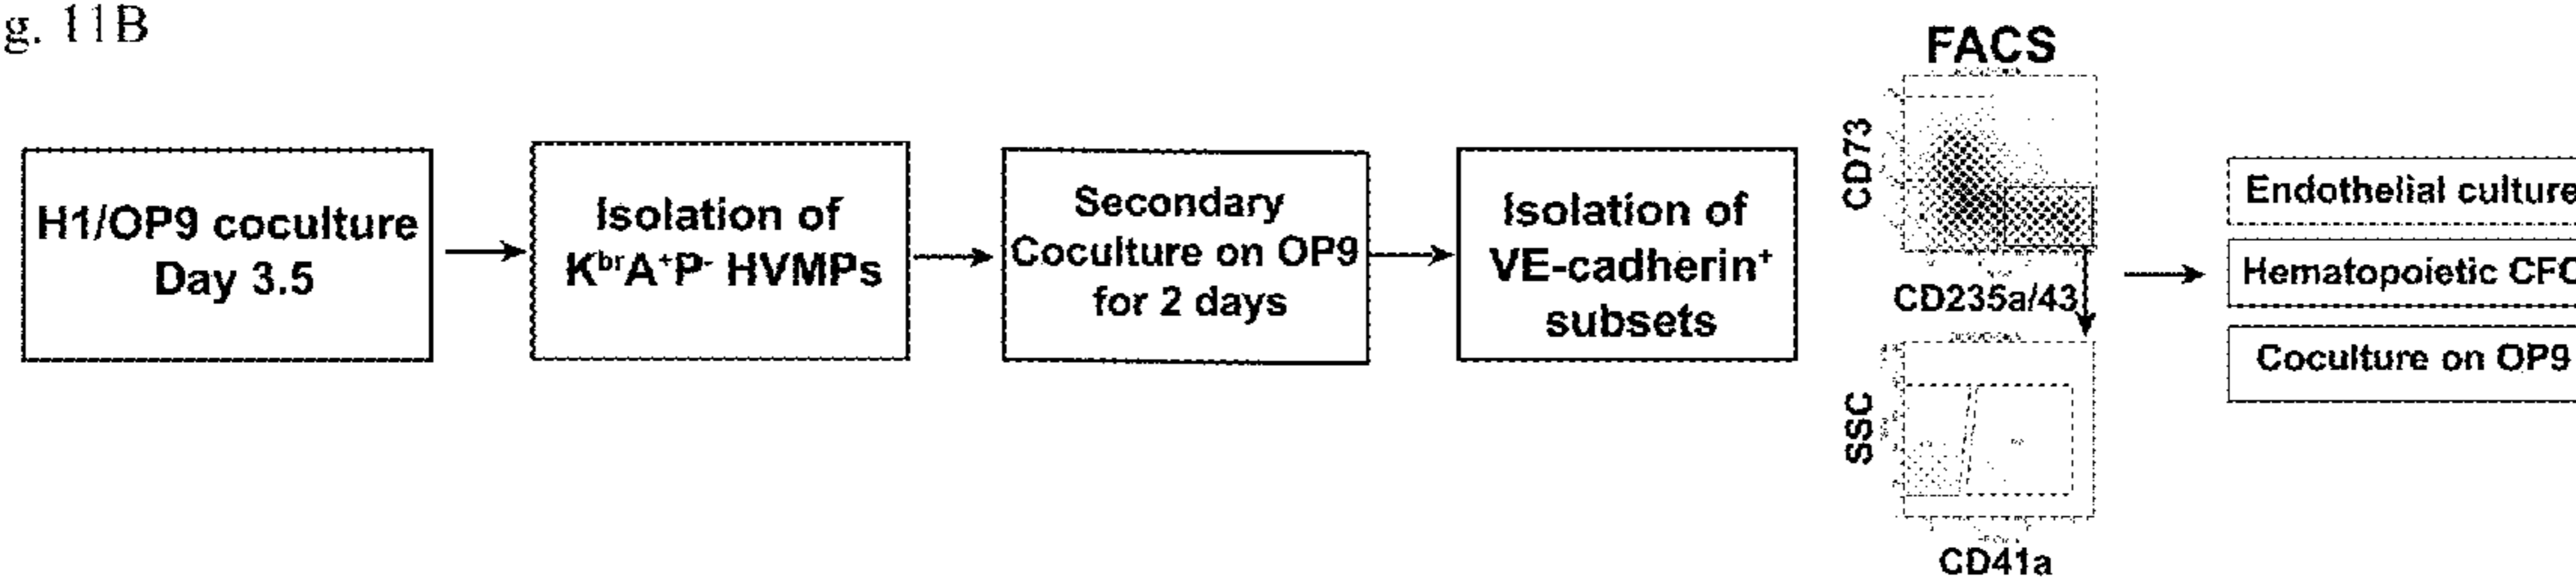 g. 11B
H1/OP9 coculture
Day 3.5
Isolation of
KᵇʳA⁺P⁻ HVMPs
Secondary
Coculture on OP9
for 2 days
Isolation of
VE-cadherin⁺
subsets
FACS
CD73
CD235a/43
SSC
CD41a
Endothelial culture
Hematopoietic CFC
Coculture on OP9